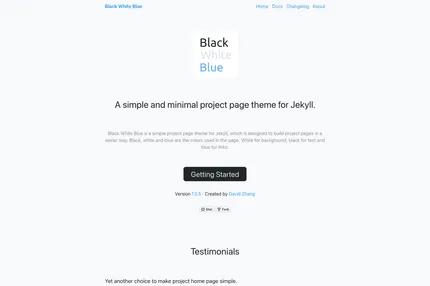 Black White Blue
Home Docs Changelog About
Black
White
Blue
A simple and minimal project page theme for Jekyll.
Black White Blue is a simple project page theme for Jekyll, which is designed to build project pages in a
easier way. Black, white and blue are the colors used in the page. White for background, black for text and
blue for links.
Getting Started
Version 1.0.5 · Created by David Zhang
Star Fork
Testimonials
Yet another choice to make project home page simple.